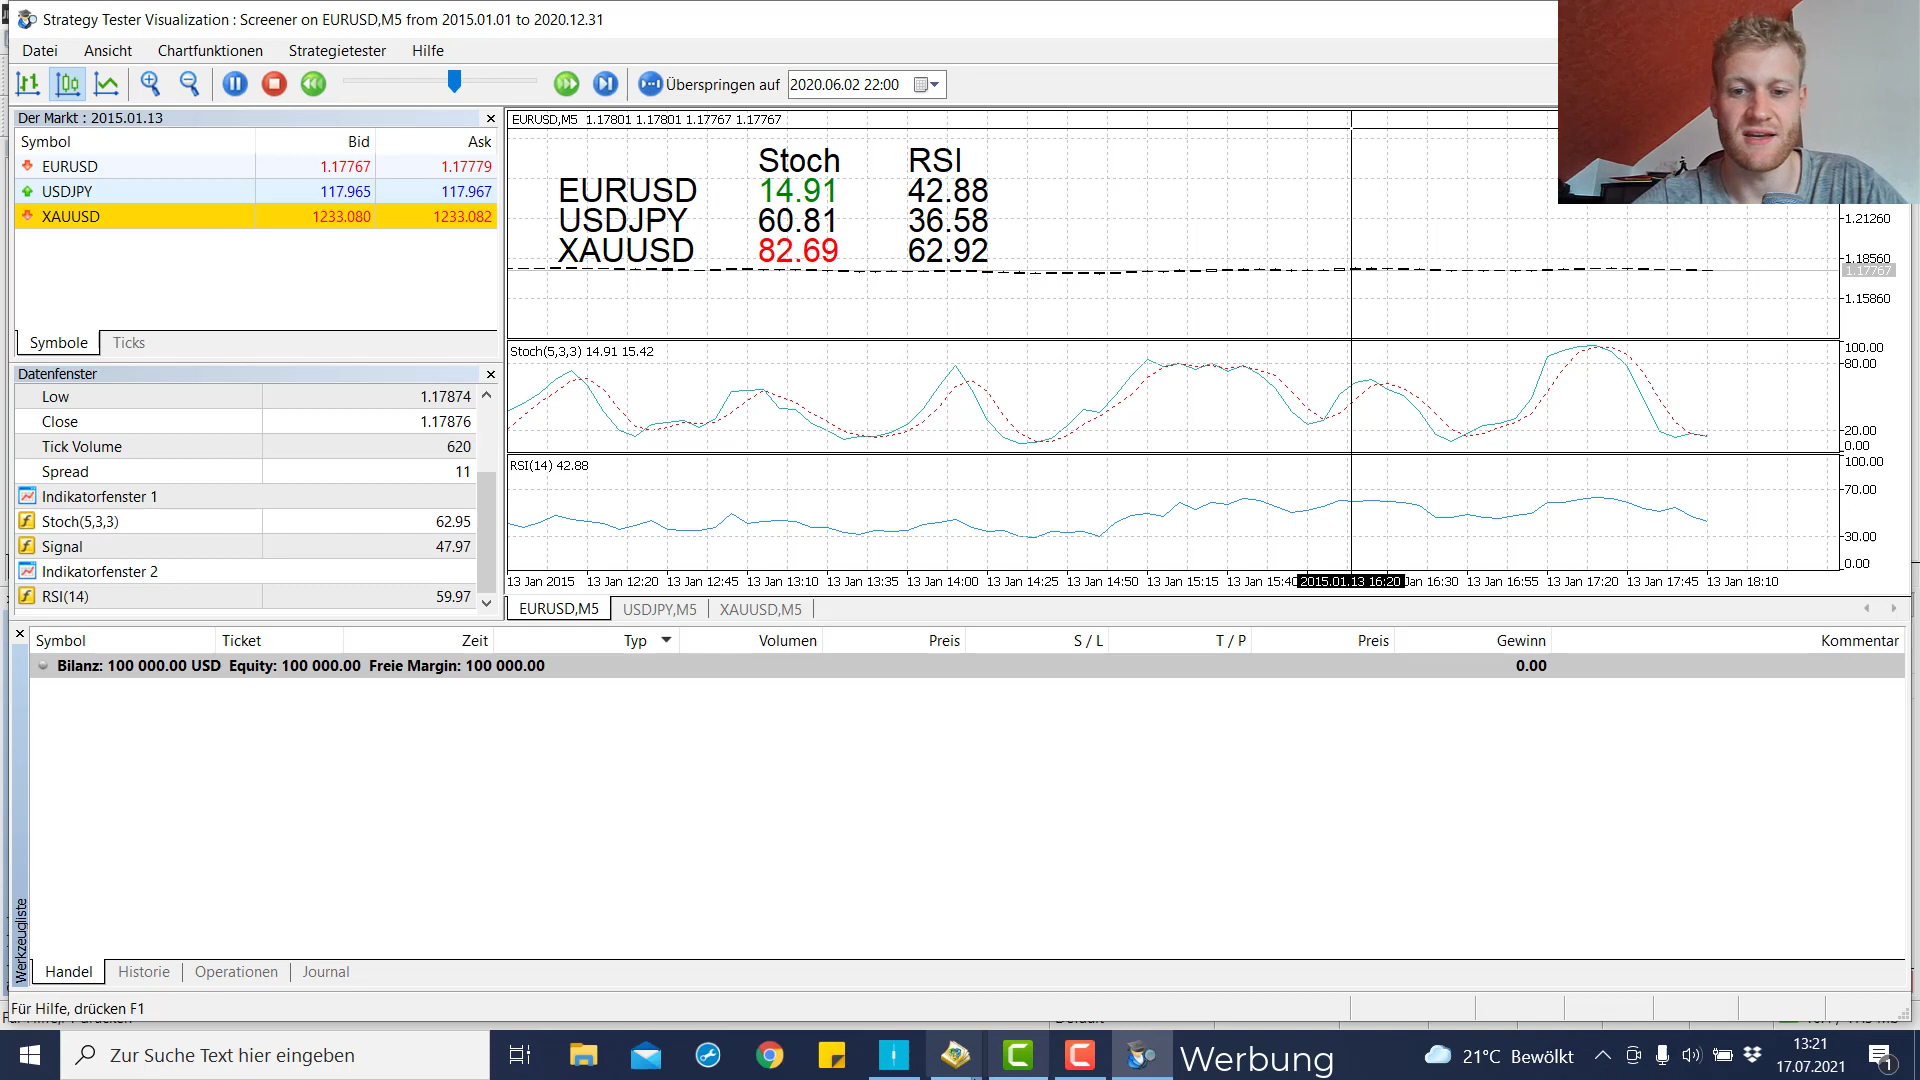 Strategy Tester Visualization : Screener on EURUSD,M5 from 2015.01.01 to 2020.12.31
Datei Ansicht Chartfunktionen Strategietester Hilfe
Überspringen auf 2020.06.02 22:00
Der Markt : 2015.01.13
Symbol Bid Ask
EURUSD 1.17767 1.17779
USDJPY 117.965 117.967
XAUUSD 1233.080 1233.082
Symbole Ticks
Datenfenster
Low 1.17874
Close 1.17876
Tick Volume 620
Spread 11
Indikatorfenster 1
Stoch(5,3,3) 62.95
Signal 47.97
Indikatorfenster 2
RSI(14) 59.97
EURUSD,M5 1.17801 1.17801 1.17767 1.17767
Stoch RSI
EURUSD 14.91 42.88
USDJPY 60.81 36.58
XAUUSD 82.69 62.92
1.21260
1.18560
1.17767
1.15860
Stoch(5,3,3) 14.91 15.42
100.00
80.00
20.00
0.00
RSI(14) 42.88
100.00
70.00
30.00
0.00
13 Jan 2015 13 Jan 12:20 13 Jan 12:45 13 Jan 13:10 13 Jan 13:35 13 Jan 14:00 13 Jan 14:25 13 Jan 14:50 13 Jan 15:15 13 Jan 15:40 2015.01.13 16:20 Jan 16:30 13 Jan 16:55 13 Jan 17:20 13 Jan 17:45 13 Jan 18:10
EURUSD,M5 USDJPY,M5 XAUUSD,M5
Symbol Ticket Zeit Typ Volumen Preis S / L T / P Preis Gewinn Kommentar
Bilanz: 100 000.00 USD Equity: 100 000.00 Freie Margin: 100 000.00 0.00
Werkzeugliste
Handel Historie Operationen Journal
Für Hilfe, drücken F1
Zur Suche Text hier eingeben
Werbung
21°C Bewölkt
13:21
17.07.2021
1